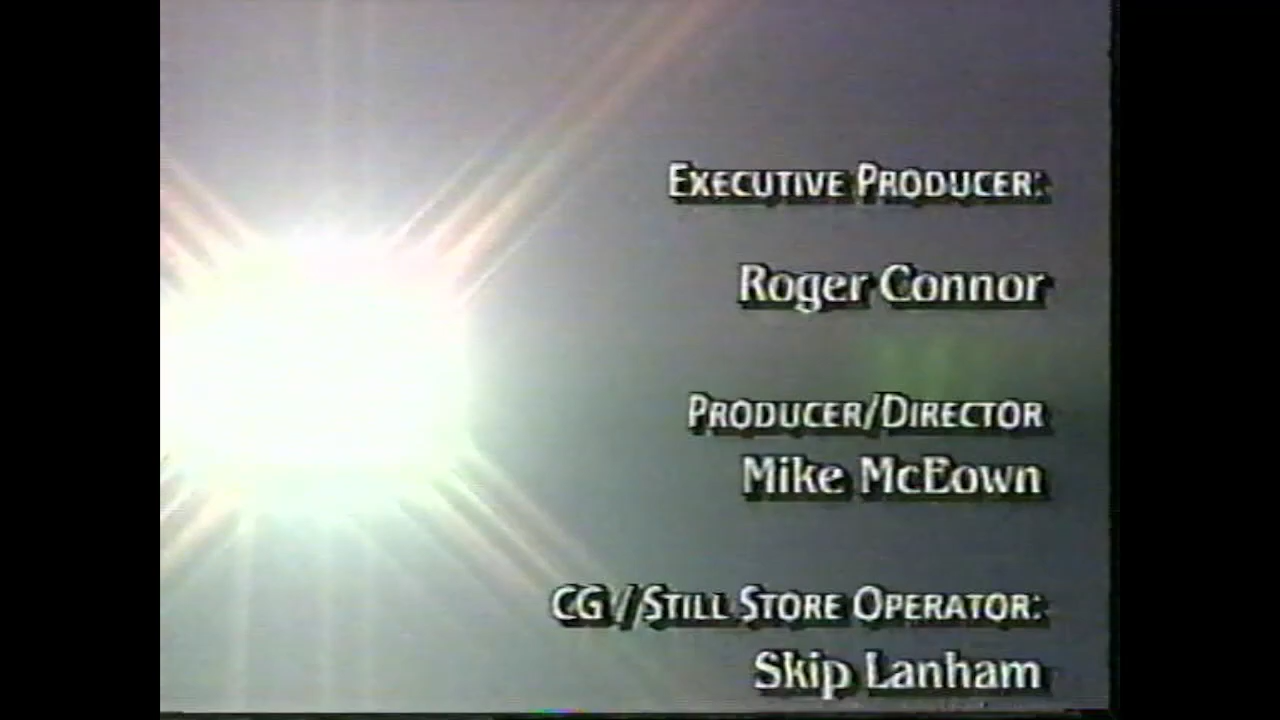 EXECUTIVE PRODUCER:
Roger Connor
PRODUCER/DIRECTOR
Mike McEown
CG / STILL STORE OPERATOR:
Skip Lanham